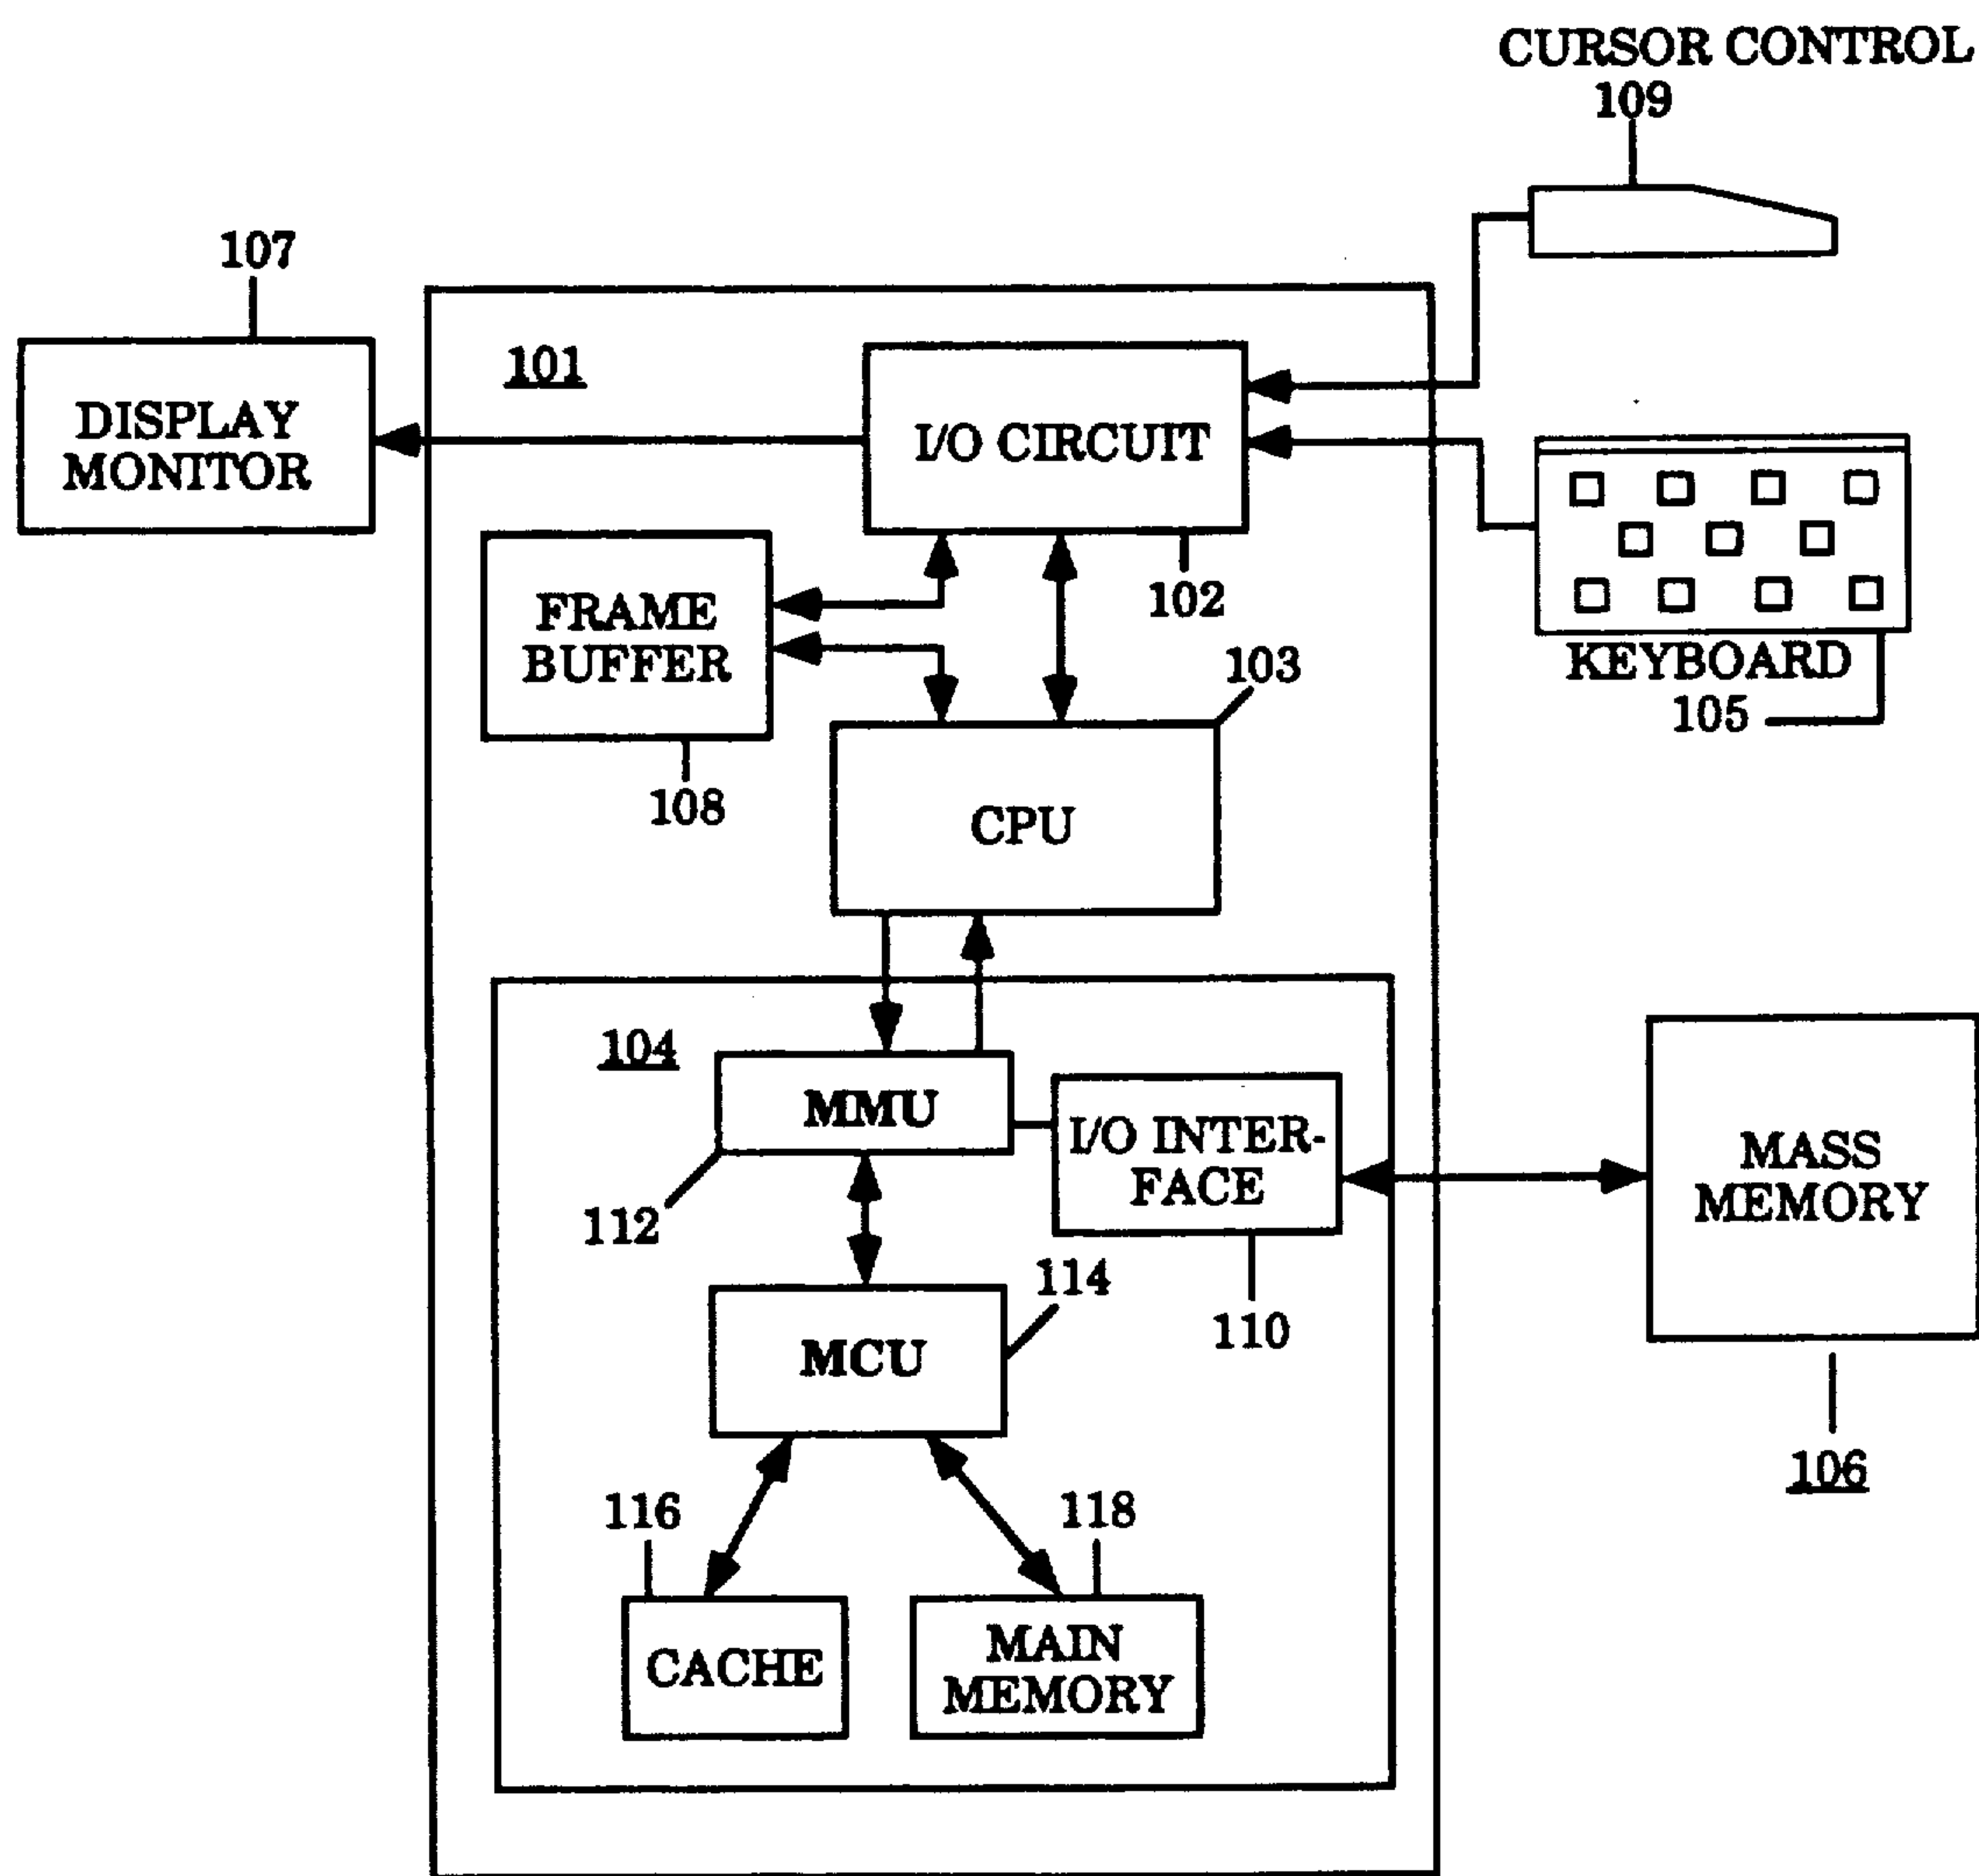 CURSOR CONTROL
109
107
101
DISPLAY
MONITOR
I/O CIRCUIT
102
FRAME
BUFFER
108
103
KEYBOARD
105
CPU
104
MMU
112
I/O INTER-
FACE
110
MASS
MEMORY
106
114
MCU
116
118
CACHE
MAIN
MEMORY